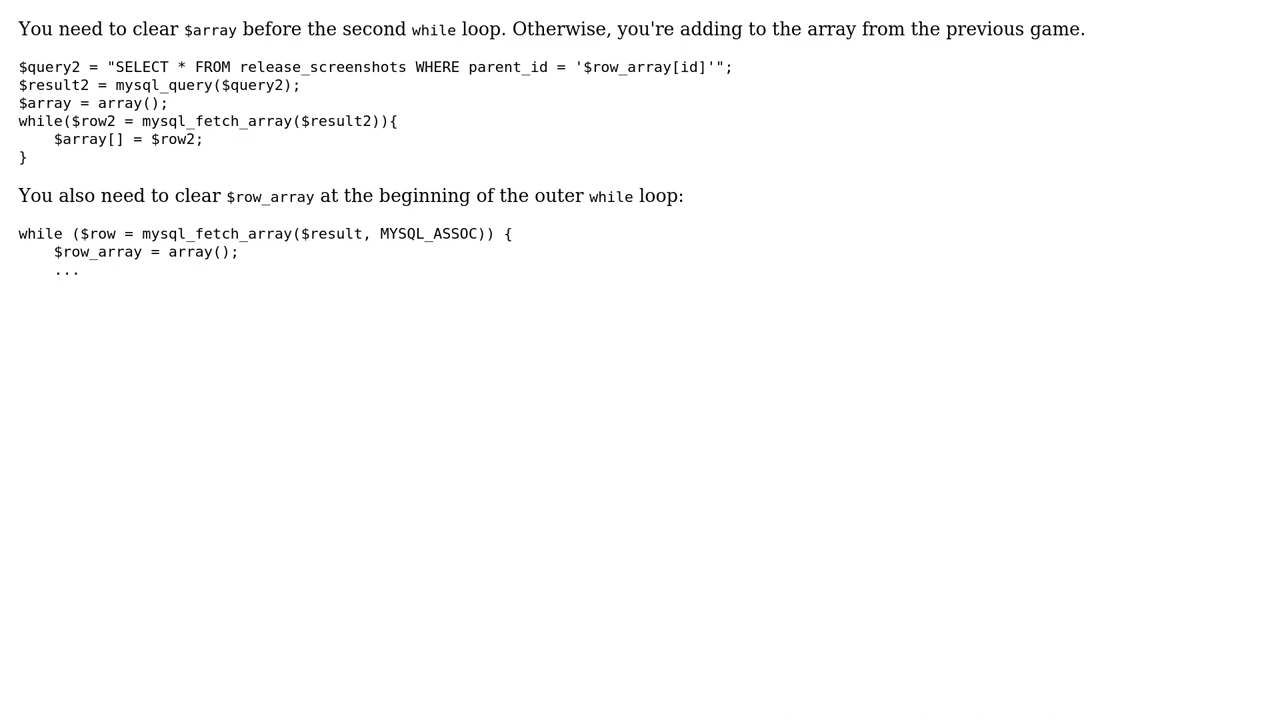 You need to clear $array before the second while loop. Otherwise, you're adding to the array from the previous game.
$query2 = "SELECT * FROM release_screenshots WHERE parent_id = '$row_array[id]'";
$result2 = mysql_query($query2);
$array = array();
while($row2 = mysql_fetch_array($result2)){
    $array[] = $row2;
}
You also need to clear $row_array at the beginning of the outer while loop:
while ($row = mysql_fetch_array($result, MYSQL_ASSOC)) {
    $row_array = array();
    ...